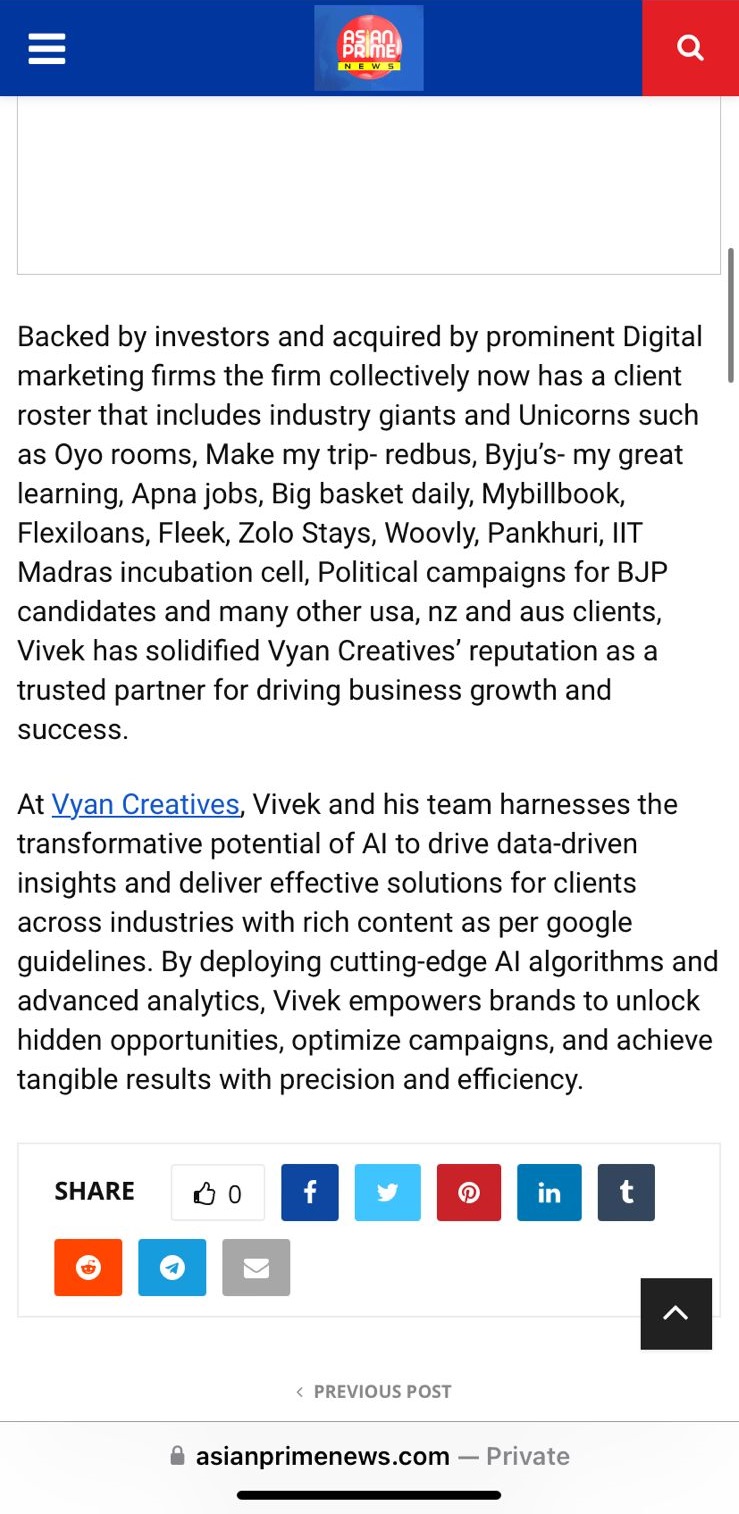 ASIAN
PRIME
NEWS
Backed by investors and acquired by prominent Digital
marketing firms the firm collectively now has a client
roster that includes industry giants and Unicorns such
as Oyo rooms, Make my trip- redbus, Byju’s- my great
learning, Apna jobs, Big basket daily, Mybillbook,
Flexiloans, Fleek, Zolo Stays, Woovly, Pankhuri, IIT
Madras incubation cell, Political campaigns for BJP
candidates and many other usa, nz and aus clients,
Vivek has solidified Vyan Creatives’ reputation as a
trusted partner for driving business growth and
success.
At Vyan Creatives, Vivek and his team harnesses the
transformative potential of AI to drive data-driven
insights and deliver effective solutions for clients
across industries with rich content as per google
guidelines. By deploying cutting-edge AI algorithms and
advanced analytics, Vivek empowers brands to unlock
hidden opportunities, optimize campaigns, and achieve
tangible results with precision and efficiency.
SHARE 0
PREVIOUS POST
asianprimenews.com — Private